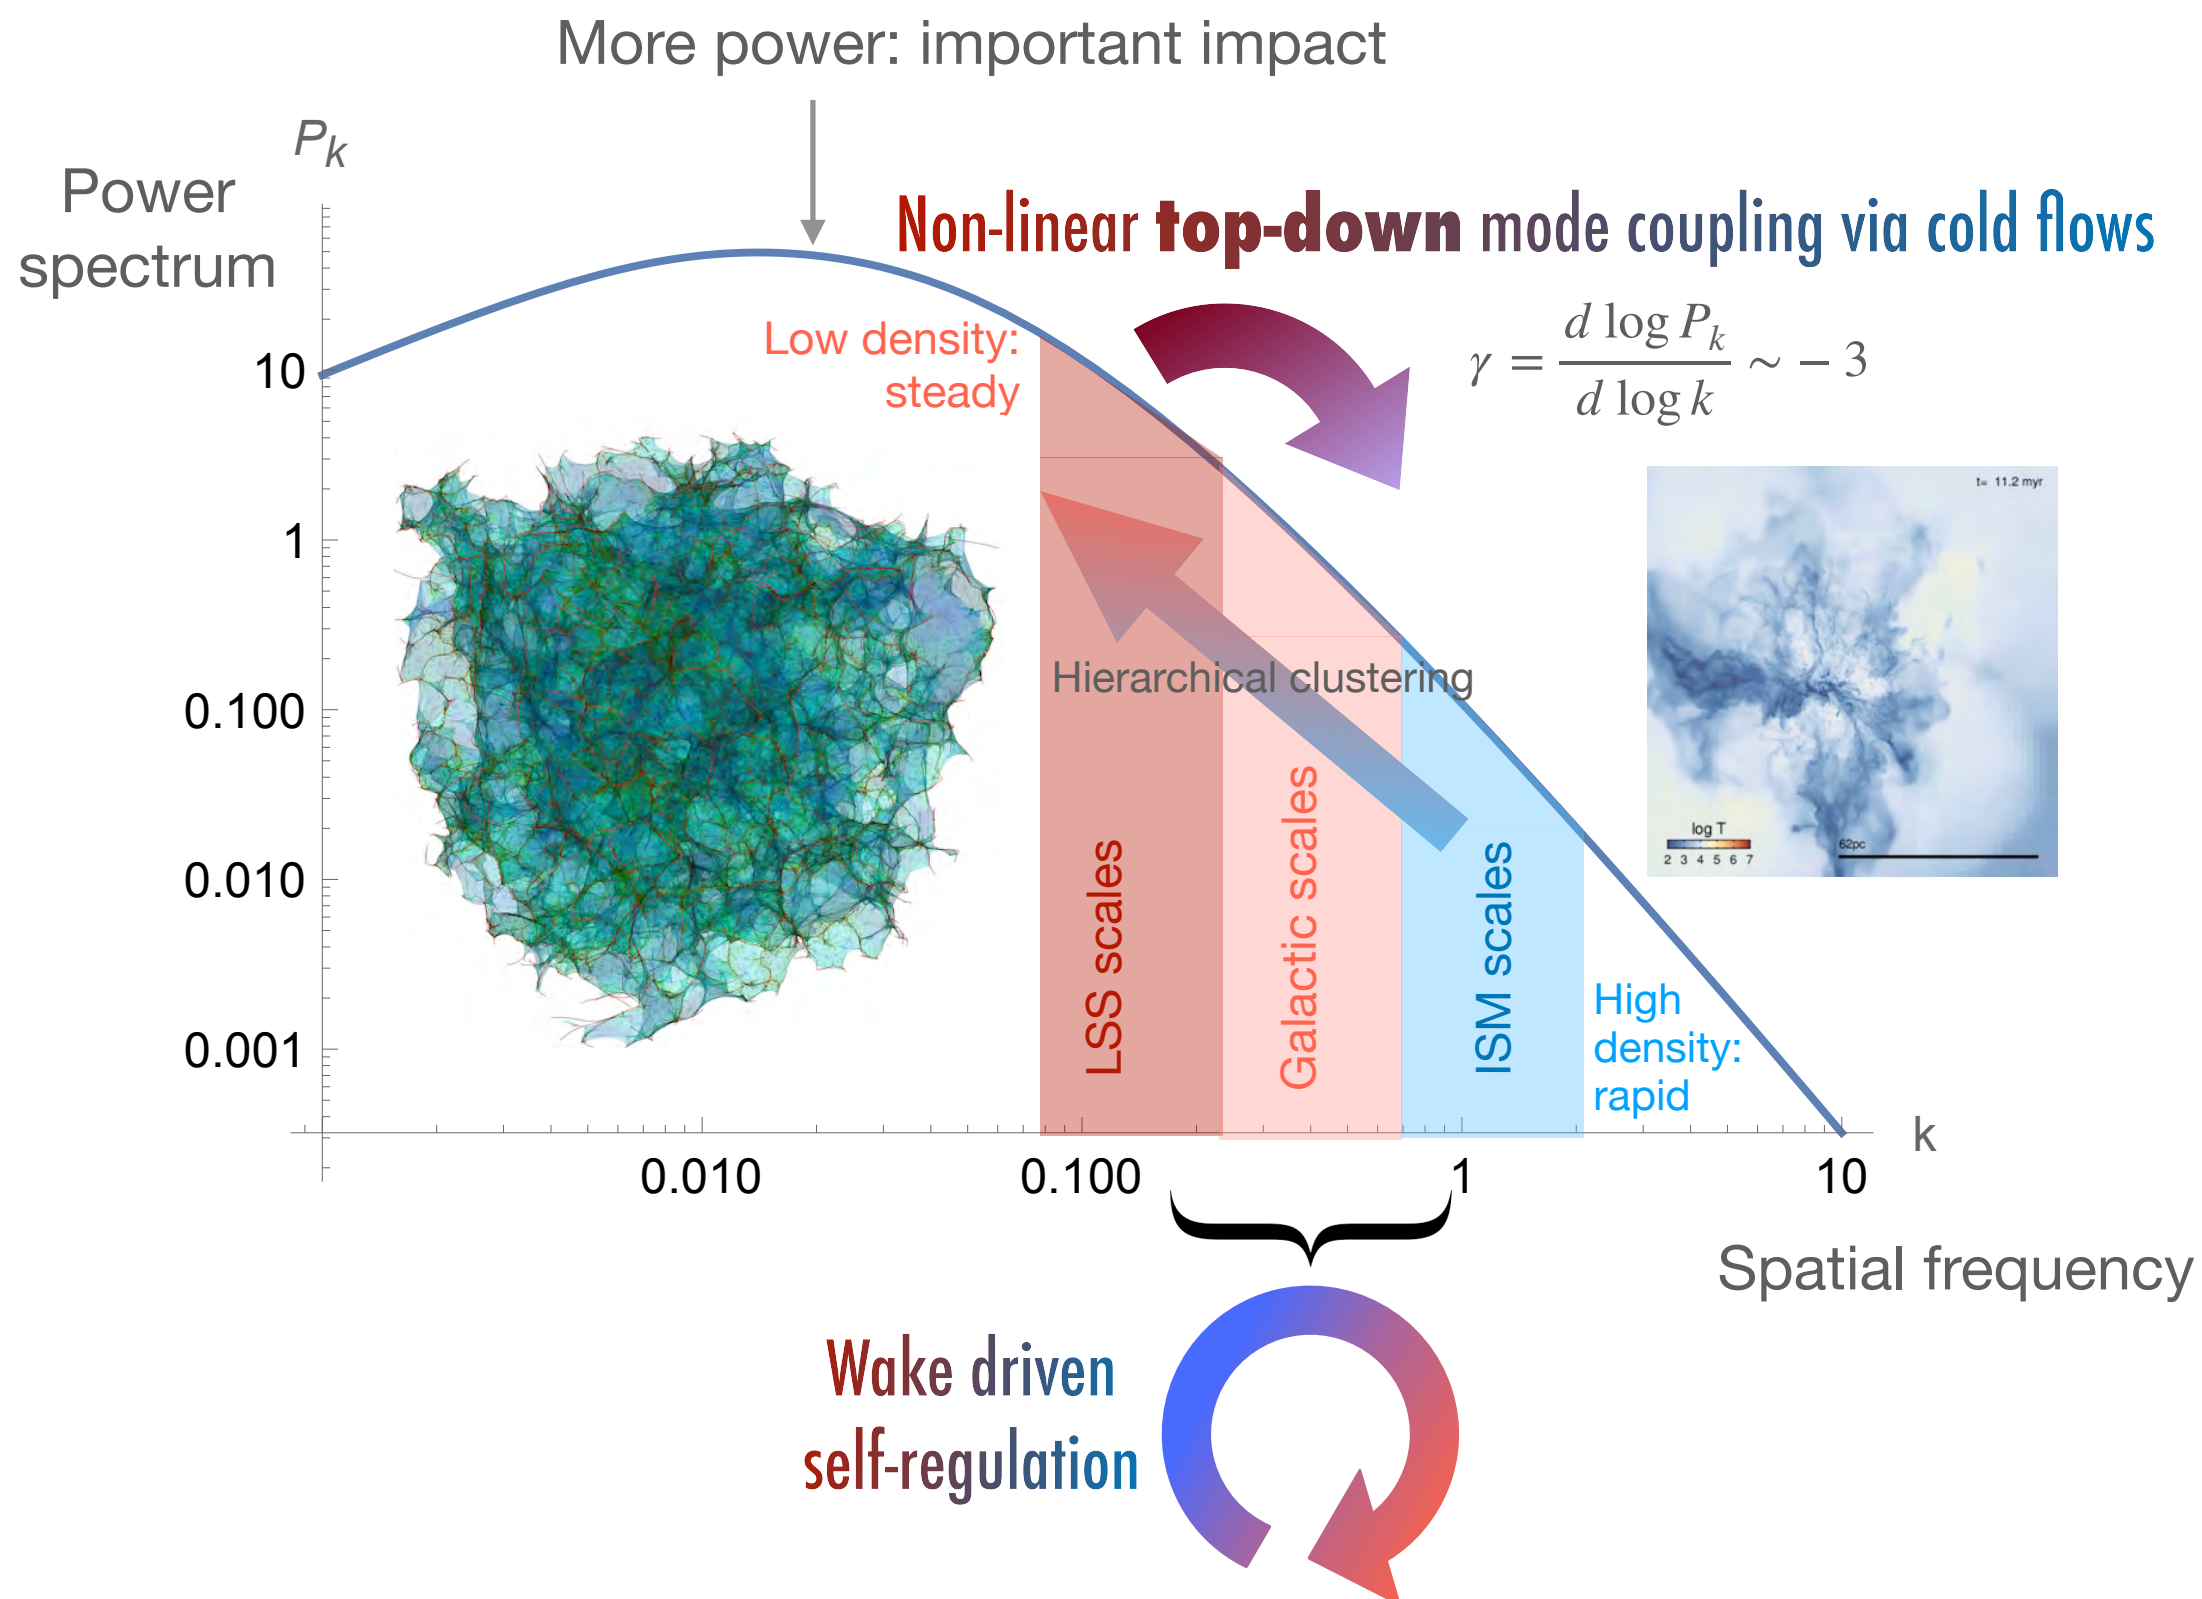 More power: important impact
P_k
Power
spectrum
Non-linear top-down mode coupling via cold flows
Low density:
steady
γ = d log P_k / d log k ∼ − 3
10
1
0.100
0.010
0.001
t= 11.2 myr
log T
2 3 4 5 6 7
62pc
Hierarchical clustering
LSS scales
Galactic scales
ISM scales
High
density:
rapid
k
0.010
0.100
1
10
Spatial frequency
Wake driven
self-regulation